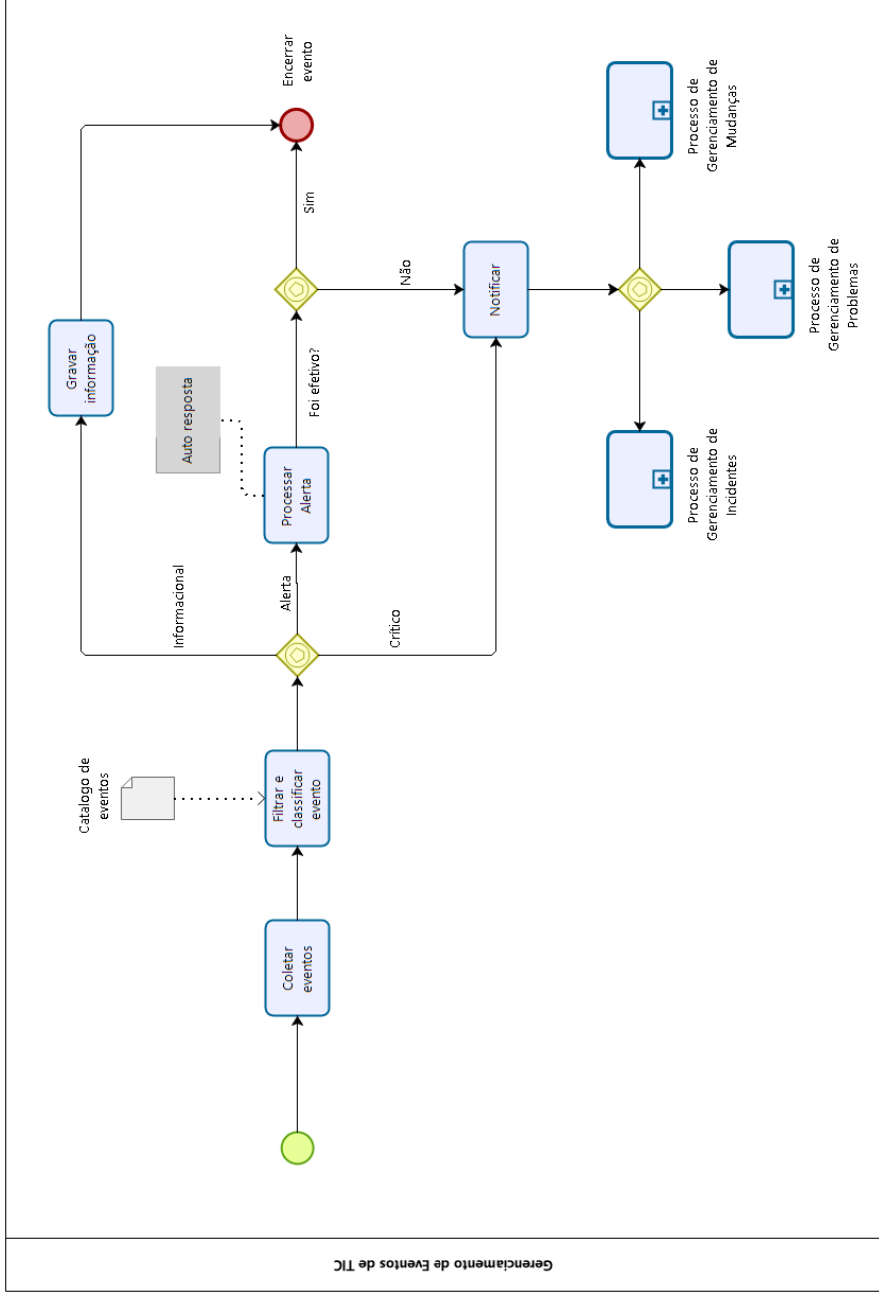 Gerenciamento de Eventos de TIC
Coletar
eventos
Catalogo de
eventos
Filtrar e
classificar
evento
Informacional
Alerta
Crítico
Gravar
informação
Auto resposta
Processar
Alerta
Foi efetivo?
Sim
Não
Encerrar
evento
Notificar
Processo de
Gerenciamento de
Incidentes
Processo de
Gerenciamento de
Problemas
Processo de
Gerenciamento de
Mudanças